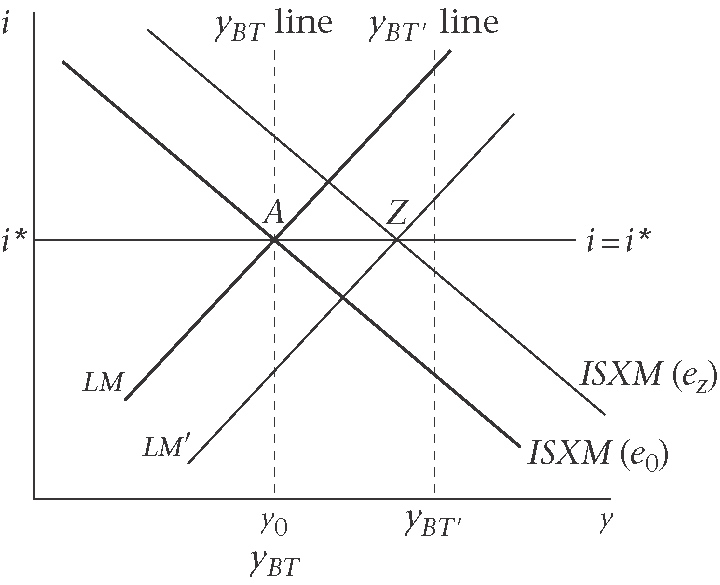 i
y_BT line
y_BT′ line
A
Z
i*
i = i*
LM
ISXM (e_z)
LM′
ISXM (e_0)
y_0
y_BT′
y
y_BT